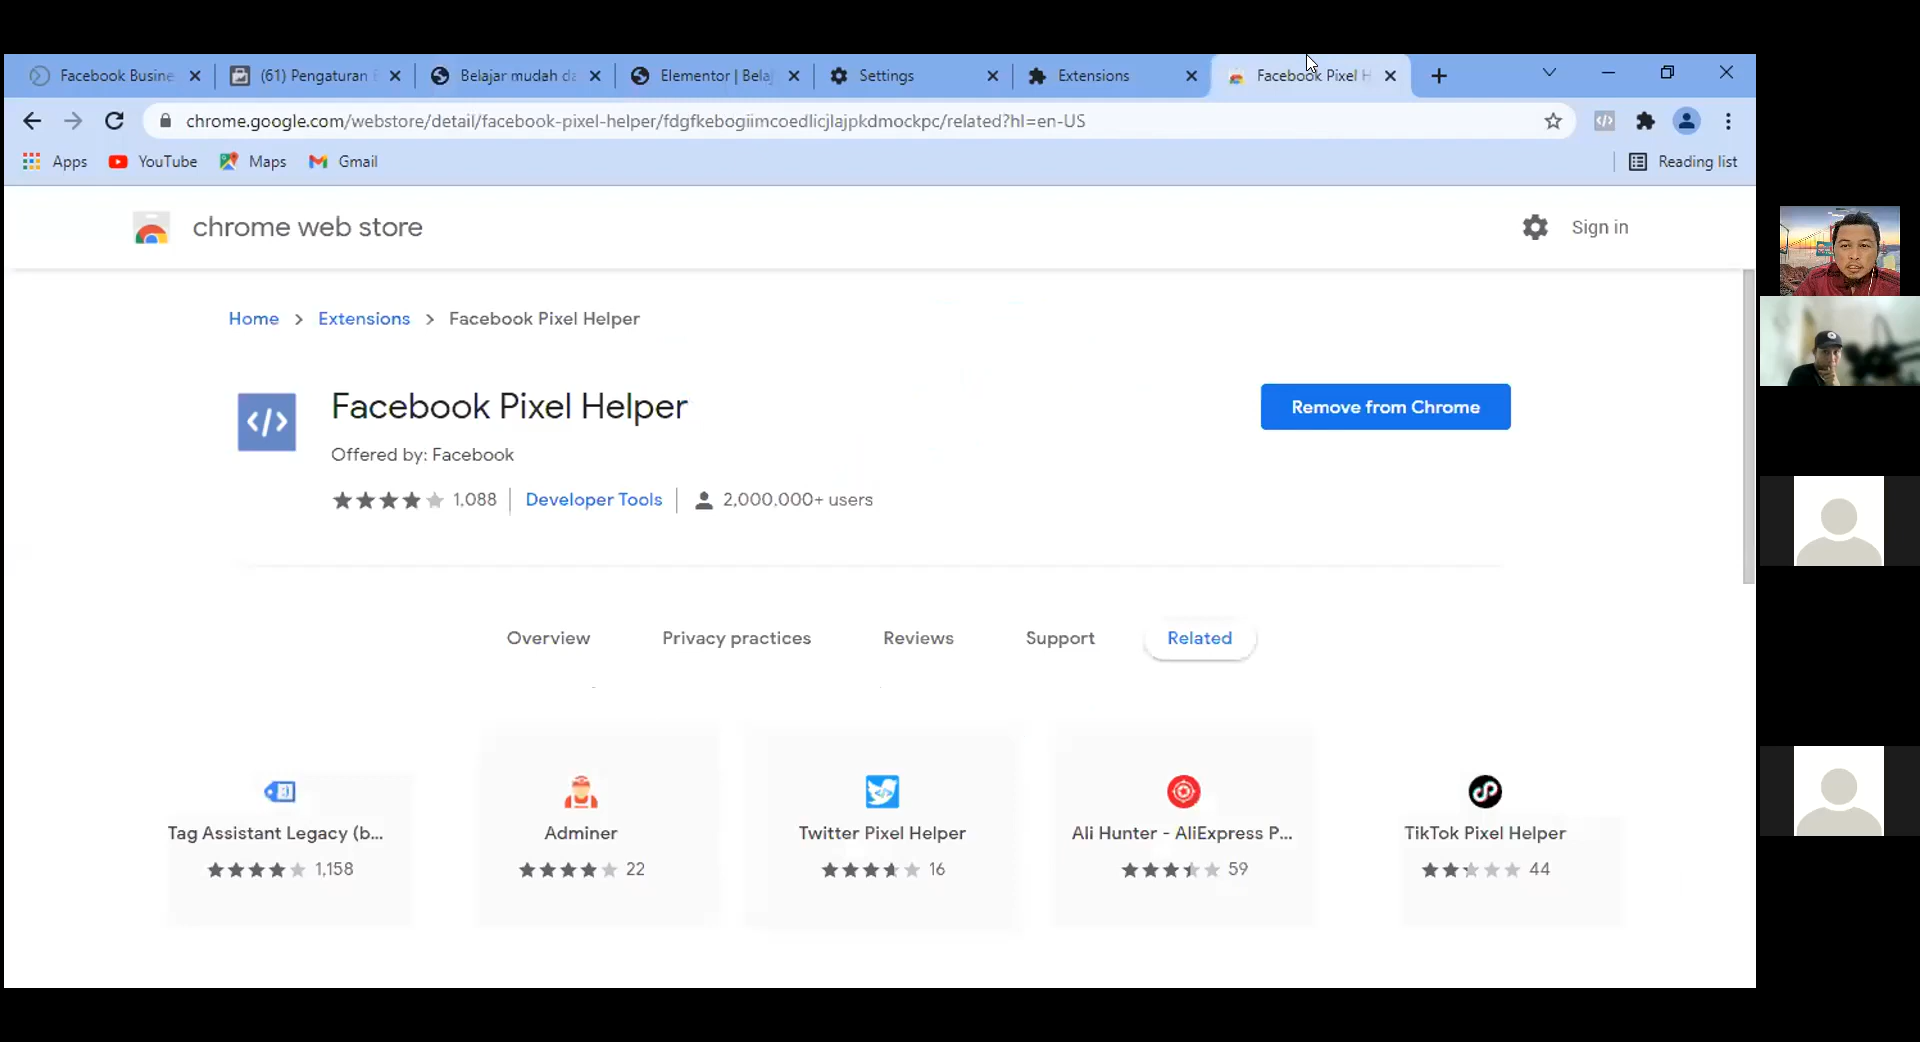 Facebook Busine
(61) Pengaturan
Belajar mudah da
Elementor | Bela
Settings
Extensions
Facebook Pixel H
chrome.google.com/webstore/detail/facebook-pixel-helper/fdgfkebogiimcoedlicjlajpkdmockpc/related?hl=en-US
Apps
YouTube
Maps
Gmail
Reading list
chrome web store
Sign in
Home > Extensions > Facebook Pixel Helper
Facebook Pixel Helper
Remove from Chrome
Offered by: Facebook
1,088 | Developer Tools | 2,000,000+ users
Overview
Privacy practices
Reviews
Support
Related
Tag Assistant Legacy (b...
Adminer
Twitter Pixel Helper
Ali Hunter - AliExpress P...
TikTok Pixel Helper
1,158
22
16
59
44